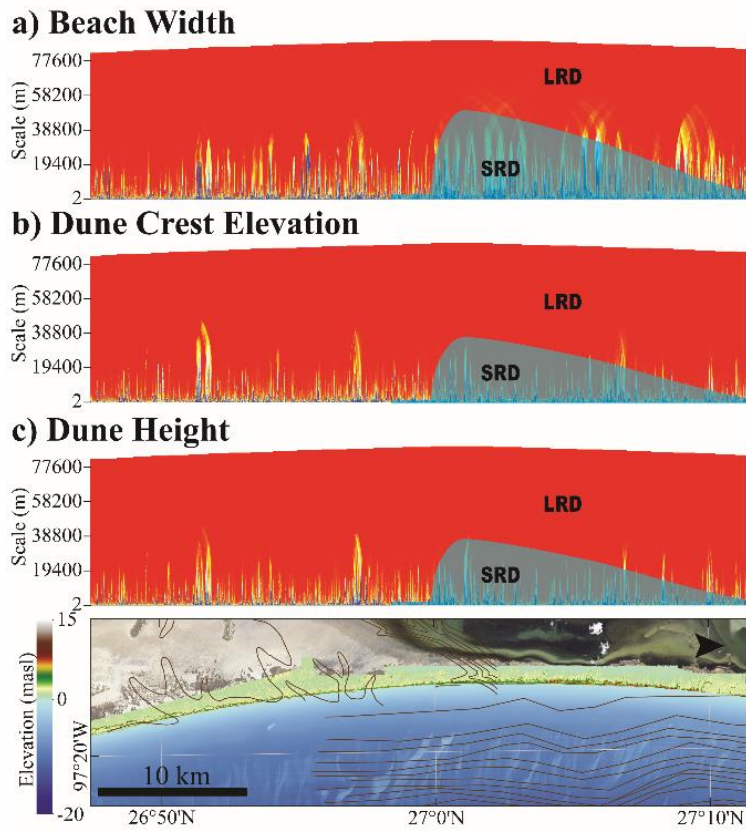 a) Beach Width
Scale (m)
77600
58200
38800
19400
2
LRD
SRD
b) Dune Crest Elevation
Scale (m)
77600
58200
38800
19400
2
LRD
SRD
c) Dune Height
Scale (m)
77600
58200
38800
19400
2
LRD
SRD
Elevation (masl)
15
0
-20
97°20'W
10 km
26°50'N
27°0'N
27°10'N